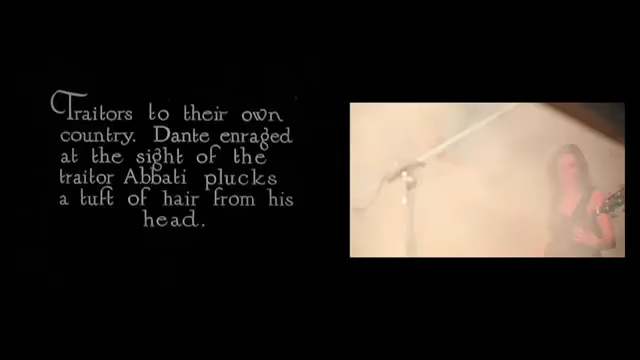 Traitors to their own
country. Dante enraged
at the sight of the
traitor Abbati plucks
a tuft of hair from his
head.